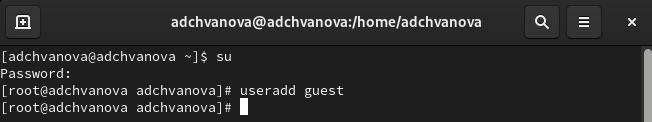 adchvanova@adchvanova:/home/adchvanova
[adchvanova@adchvanova ~]$ su
Password:
[root@adchvanova adchvanova]# useradd guest
[root@adchvanova adchvanova]#